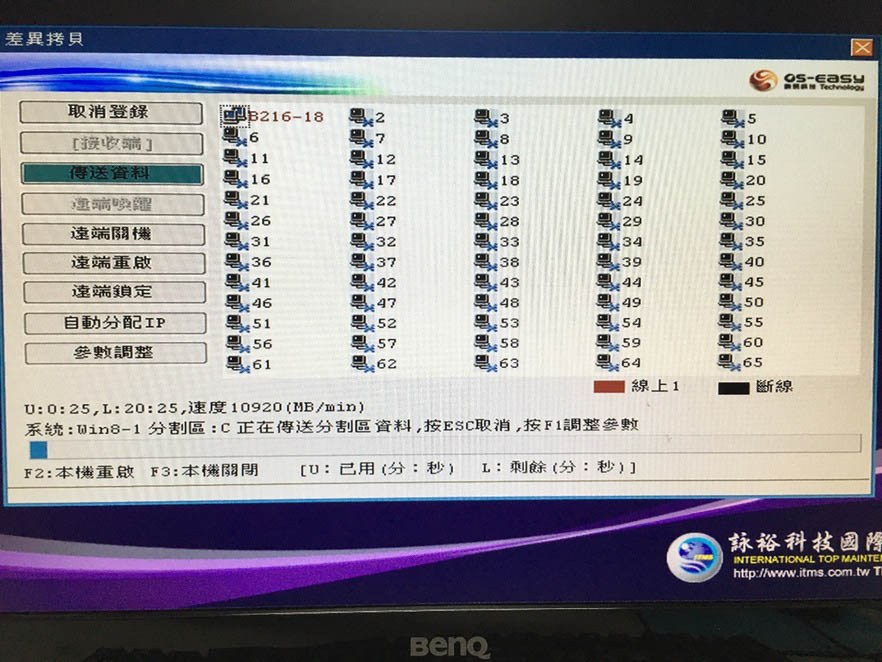 差異拷貝
OS-EASY
Technology
取消登錄
[接收端]
傳送資料
遠端喚醒
遠端關機
遠端重啟
遠端鎖定
自動分配IP
參數調整
B216-18 2 3 4 5
6 7 8 9 10
11 12 13 14 15
16 17 18 19 20
21 22 23 24 25
26 27 28 29 30
31 32 33 34 35
36 37 38 39 40
41 42 43 44 45
46 47 48 49 50
51 52 53 54 55
56 57 58 59 60
61 62 63 64 65
線上1 斷線
U:0:25,L:20:25,速度10920(MB/min)
系統:Win8-1 分割區:C 正在傳送分割區資料,按ESC取消,按F1調整參數
F2:本機重啟 F3:本機關閉 [U: 已用(分:秒) L: 剩餘(分:秒)]
ITMS
詠裕科技國際
INTERNATIONAL TOP MAINTE
http://www.itms.com.tw T
BenQ